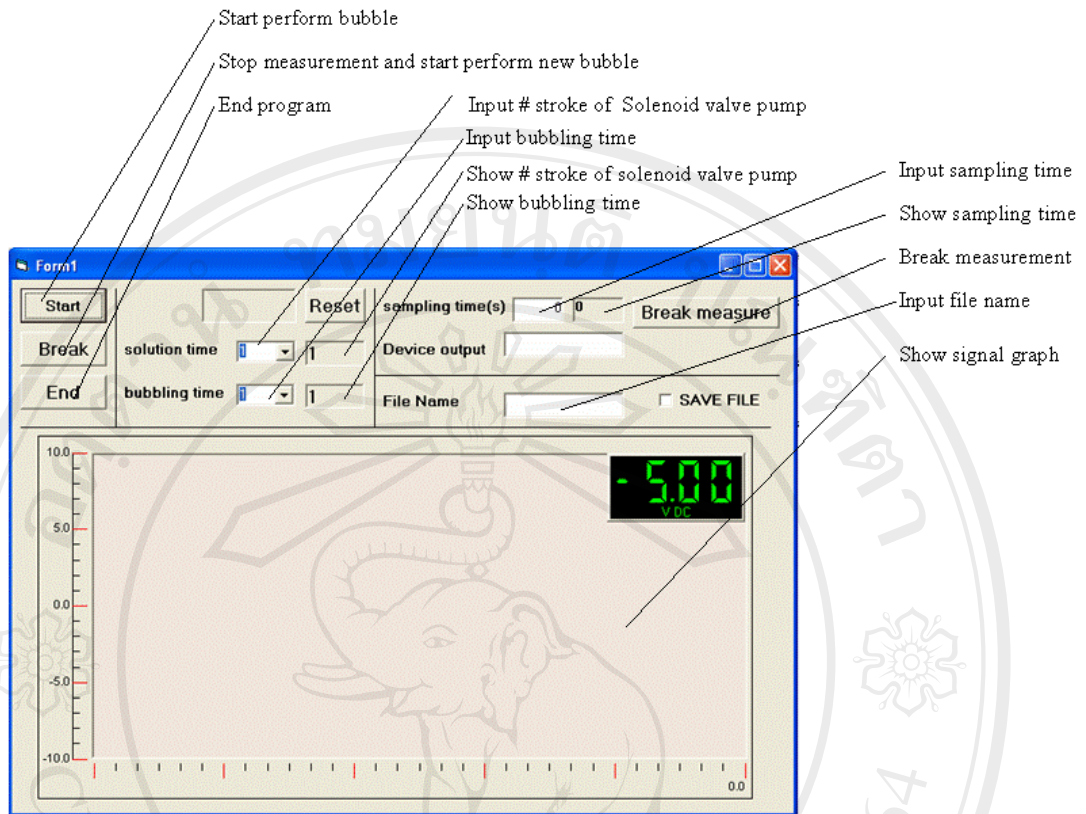 Start perform bubble
Stop measurement and start perform new bubble
End program
Input # stroke of Solenoid valve pump
Input bubbling time
Show # stroke of solenoid valve pump
Show bubbling time
Input sampling time
Show sampling time
Break measurement
Input file name
Show signal graph
Form1
Start
Reset
sampling time(s)
0
0
Break measure
Break
solution time
1
1
Device output
End
bubbling time
1
1
File Name
SAVE FILE
10.0
5.0
0.0
-5.0
-10.0
- 5.00
V DC
0.0
64